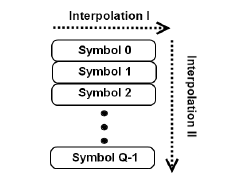 Interpolation I
Symbol 0
Symbol 1
Symbol 2
Symbol Q-1
Interpolation II